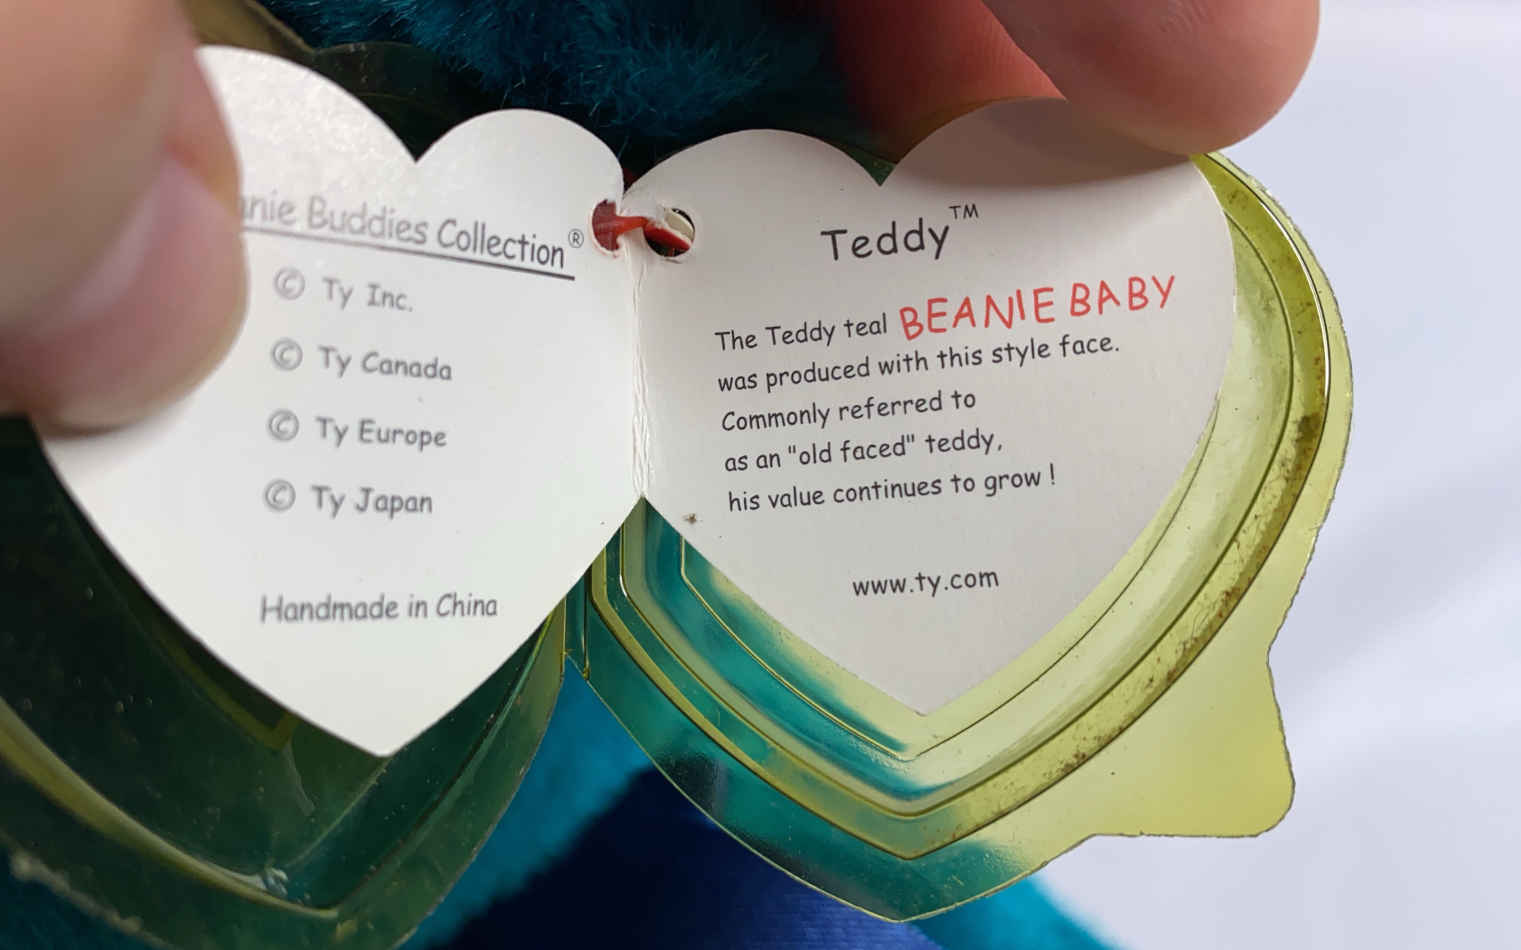 Buddies Collection®
© Ty Inc.
© Ty Canada
© Ty Europe
© Ty Japan
Handmade in China
Teddy™
The Teddy teal BEANIE BABY
was produced with this style face.
Commonly referred to
as an "old faced" teddy,
his value continues to grow !
www.ty.com